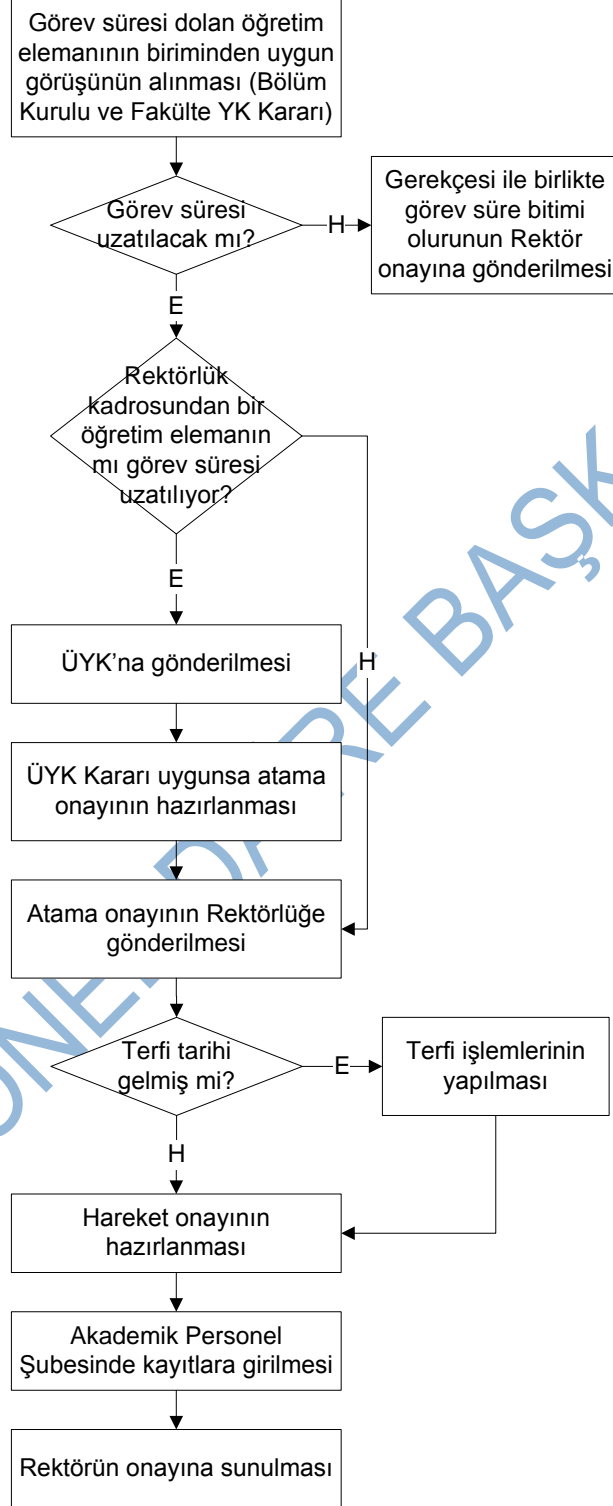 Görev süresi dolan öğretim
elemanının biriminden uygun
görüşünün alınması (Bölüm
Kurulu ve Fakülte YK Kararı)
Görev süresi
uzatılacak mı?
H
Gerekçesi ile birlikte
görev süre bitimi
olurunun Rektör
onayına gönderilmesi
E
Rektörlük
kadrosundan bir
öğretim elemanın
mı görev süresi
uzatılıyor?
E
H
ÜYK’na gönderilmesi
ÜYK Kararı uygunsa atama
onayının hazırlanması
Atama onayının Rektörlüğe
gönderilmesi
Terfi tarihi
gelmiş mi?
E
Terfi işlemlerinin
yapılması
H
Hareket onayının
hazırlanması
Akademik Personel
Şubesinde kayıtlara girilmesi
Rektörün onayına sunulması